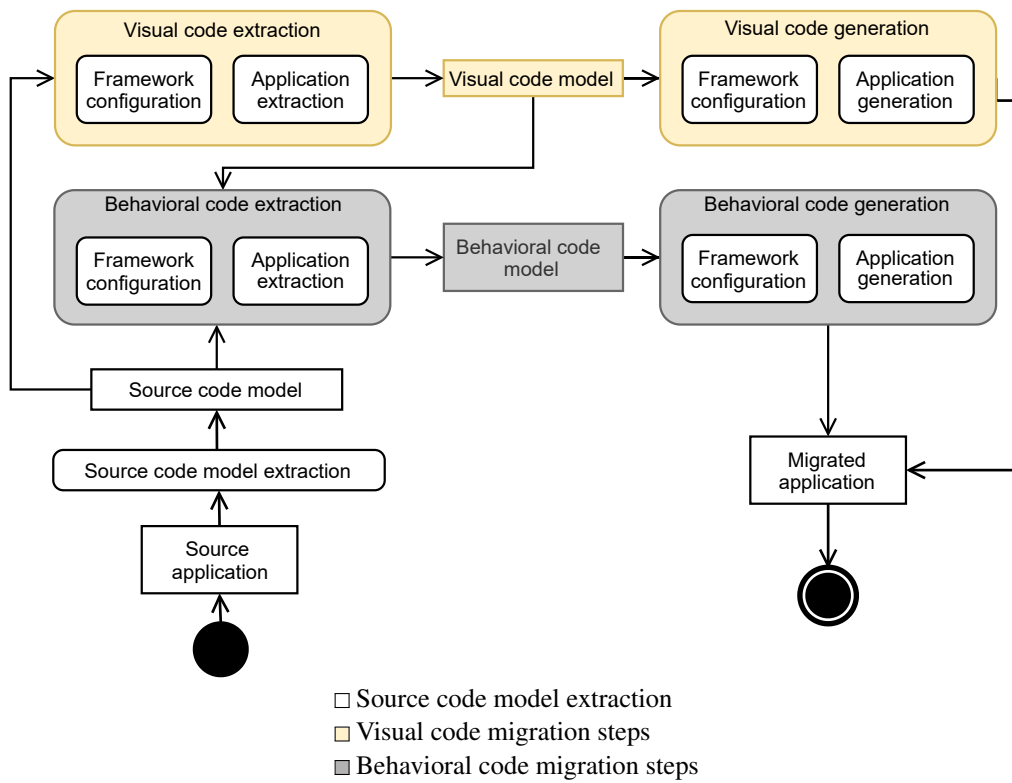 Visual code extraction
Framework
configuration
Application
extraction
Visual code model
Visual code generation
Framework
configuration
Application
generation
Behavioral code extraction
Framework
configuration
Application
extraction
Behavioral code
model
Behavioral code generation
Framework
configuration
Application
generation
Source code model
Source code model extraction
Source
application
Migrated
application
Source code model extraction
Visual code migration steps
Behavioral code migration steps